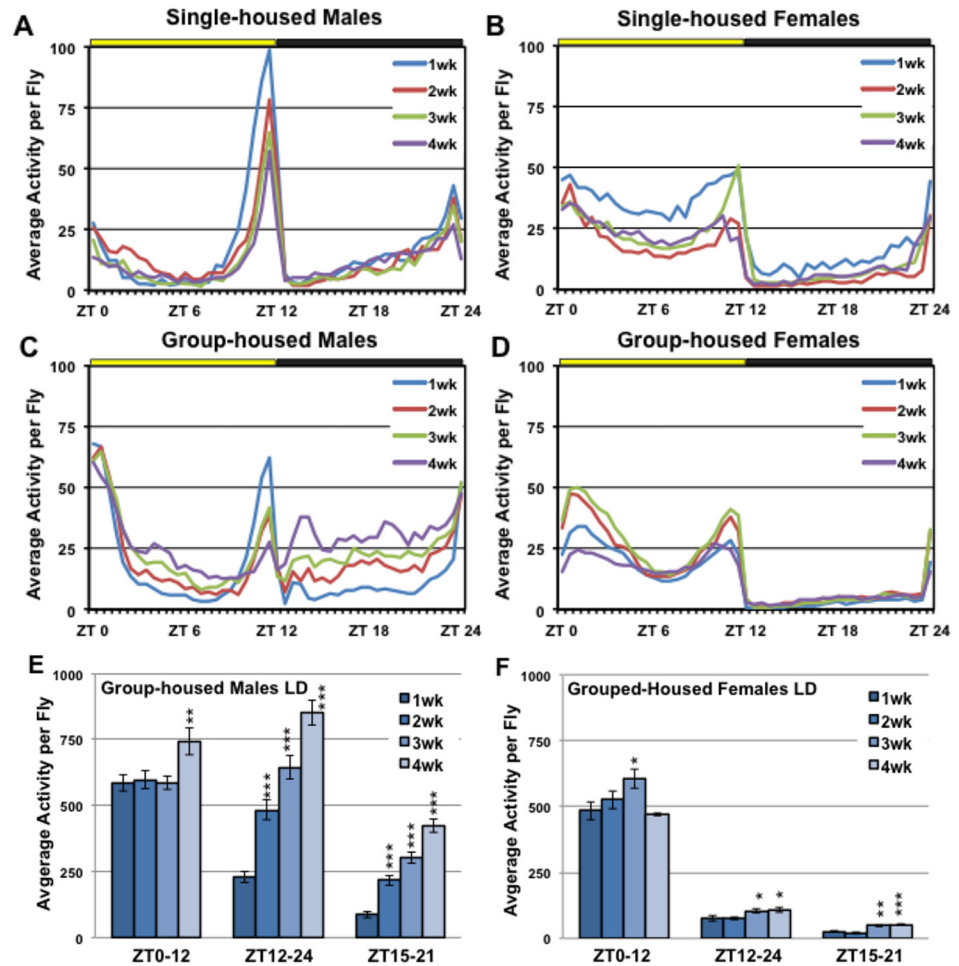 A
Single-housed Males
Average Activity per Fly
100
75
50
25
0
1wk
2wk
3wk
4wk
ZT 0
ZT 6
ZT 12
ZT 18
ZT 24
B
Single-housed Females
Average Activity per Fly
100
75
50
25
0
1wk
2wk
3wk
4wk
ZT 0
ZT 6
ZT 12
ZT 18
ZT 24
C
Group-housed Males
Average Activity per Fly
100
75
50
25
0
1wk
2wk
3wk
4wk
ZT 0
ZT 6
ZT 12
ZT 18
ZT 24
D
Group-housed Females
Average Activity per Fly
100
75
50
25
0
1wk
2wk
3wk
4wk
ZT 0
ZT 6
ZT 12
ZT 18
ZT 24
E
Group-housed Males LD
Avgerage Activity per Fly
1000
750
500
250
0
1wk
2wk
3wk
4wk
**
***
***
***
***
***
***
ZT0-12
ZT12-24
ZT15-21
F
Grouped-Housed Females LD
Avgerage Activity per Fly
1000
750
500
250
0
1wk
2wk
3wk
4wk
*
*
*
**
***
ZT0-12
ZT12-24
ZT15-21